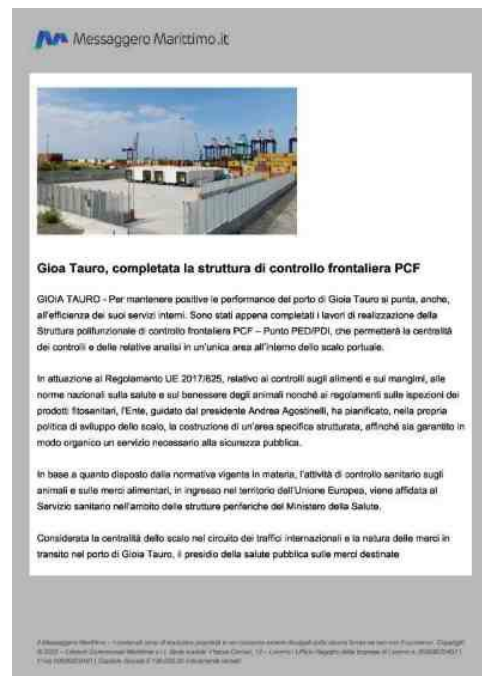 Messaggero Marittimo.it
Gioa Tauro, completata la struttura di controllo frontaliera PCF
GIOIA TAURO - Per mantenere positive le performance del porto di Gioia Tauro si punta, anche,
all'efficienza dei suoi servizi interni. Sono stati appena completati i lavori di realizzazione della
Struttura polifunzionale di controllo frontaliera PCF – Punto PED/PDI, che permetterà la centralità
dei controlli e delle relative analisi in un'unica area all'interno dello scalo portuale.
In attuazione al Regolamento UE 2017/625, relativo ai controlli sugli alimenti e sui mangimi, alle
norme nazionali sulla salute e sul benessere degli animali nonché ai regolamenti sulle ispezioni dei
prodotti fitosanitari, l'Ente, guidato dal presidente Andrea Agostinelli, ha pianificato, nella propria
politica di sviluppo dello scalo, la costruzione di un'area specifica strutturata, affinché sia garantito in
modo organico un servizio necessario alla sicurezza pubblica.
In base a quanto disposto dalla normativa vigente in materia, l'attività di controllo sanitario sugli
animali e sulle merci alimentari, in ingresso nel territorio dell'Unione Europea, viene affidata al
Servizio sanitario nell'ambito delle strutture periferiche del Ministero della Salute.
Considerata la centralità dello scalo nel circuito dei traffici internazionali e la natura delle merci in
transito nel porto di Gioia Tauro, il presidio della salute pubblica sulle merci destinate